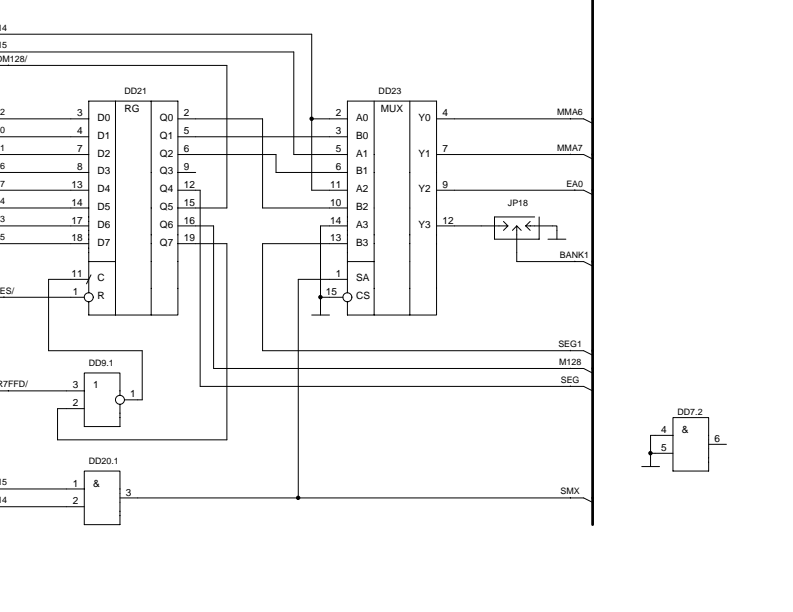 14
15
OM128/
DD21
DD23
2 3 D0 RG Q0 2 2 A0 MUX Y0 4 MMA6
0 4 D1 Q1 5 3 B0
1 7 D2 Q2 6 5 A1 Y1 7 MMA7
6 8 D3 Q3 9 6 B1
7 13 D4 Q4 12 11 A2 Y2 9 EA0
4 14 D5 Q5 15 10 B2
JP18
3 17 D6 Q6 16 14 A3 Y3 12
5 18 D7 Q7 19 13 B3
BANK1
11 C 1 SA
ES/ 1 R 15 CS
SEG1
DD9.1 M128
R7FFD/ 3 1 1 SEG
2
DD7.2
4 &
5 6
DD20.1
15 1 &
14 2 3 SMX